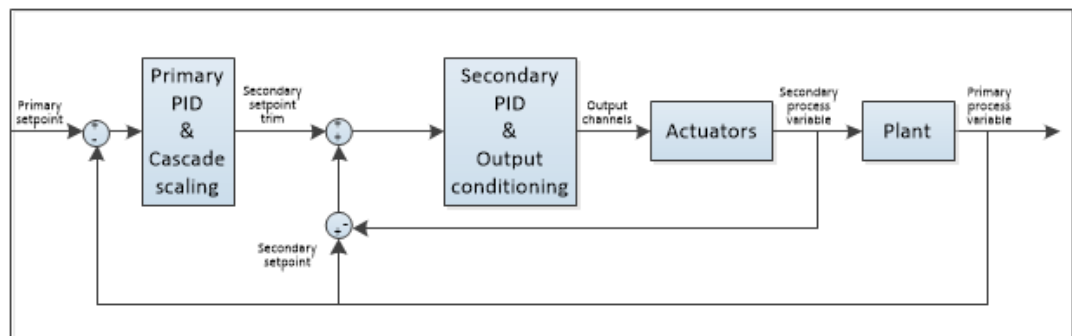 Primary
setpoint
+
-
Primary
PID
&
Cascade
scaling
Secondary
setpoint
trim
+
+
Secondary
PID
&
Output
conditioning
Output
channels
Actuators
Secondary
process
variable
Plant
Primary
process
variable
+
-
Secondary
setpoint